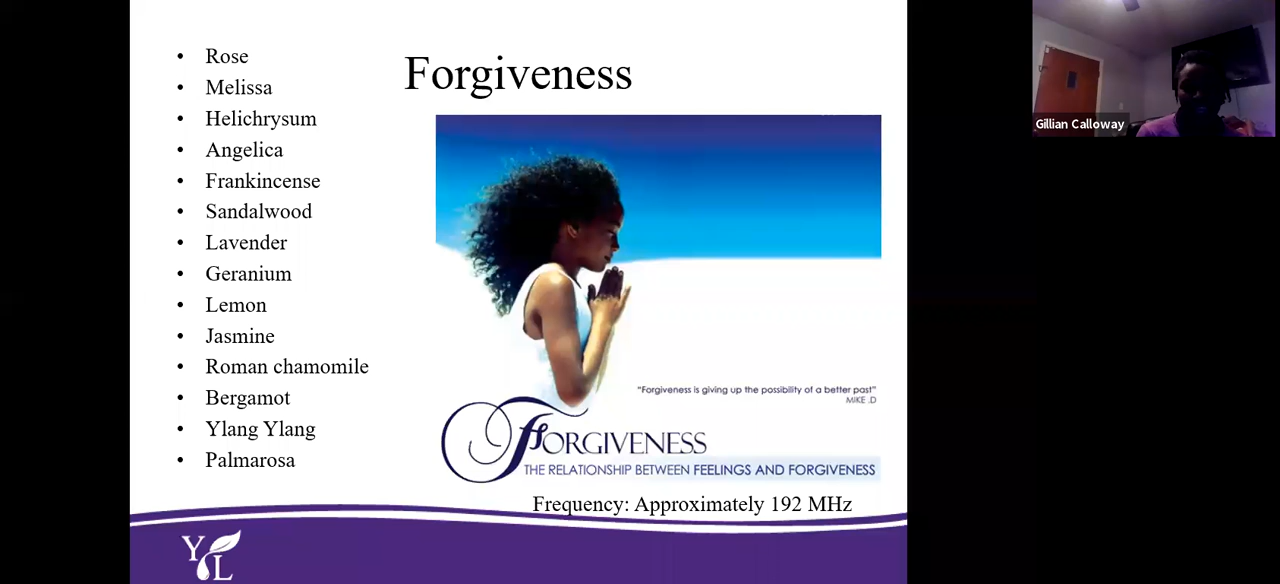 Forgiveness
• Rose
• Melissa
• Helichrysum
• Angelica
• Frankincense
• Sandalwood
• Lavender
• Geranium
• Lemon
• Jasmine
• Roman chamomile
• Bergamot
• Ylang Ylang
• Palmarosa
“Forgiveness is giving up the possibility of a better past”
MIKE .D
FORGIVENESS
THE RELATIONSHIP BETWEEN FEELINGS AND FORGIVENESS
Frequency: Approximately 192 MHz
YL
Gillian Calloway